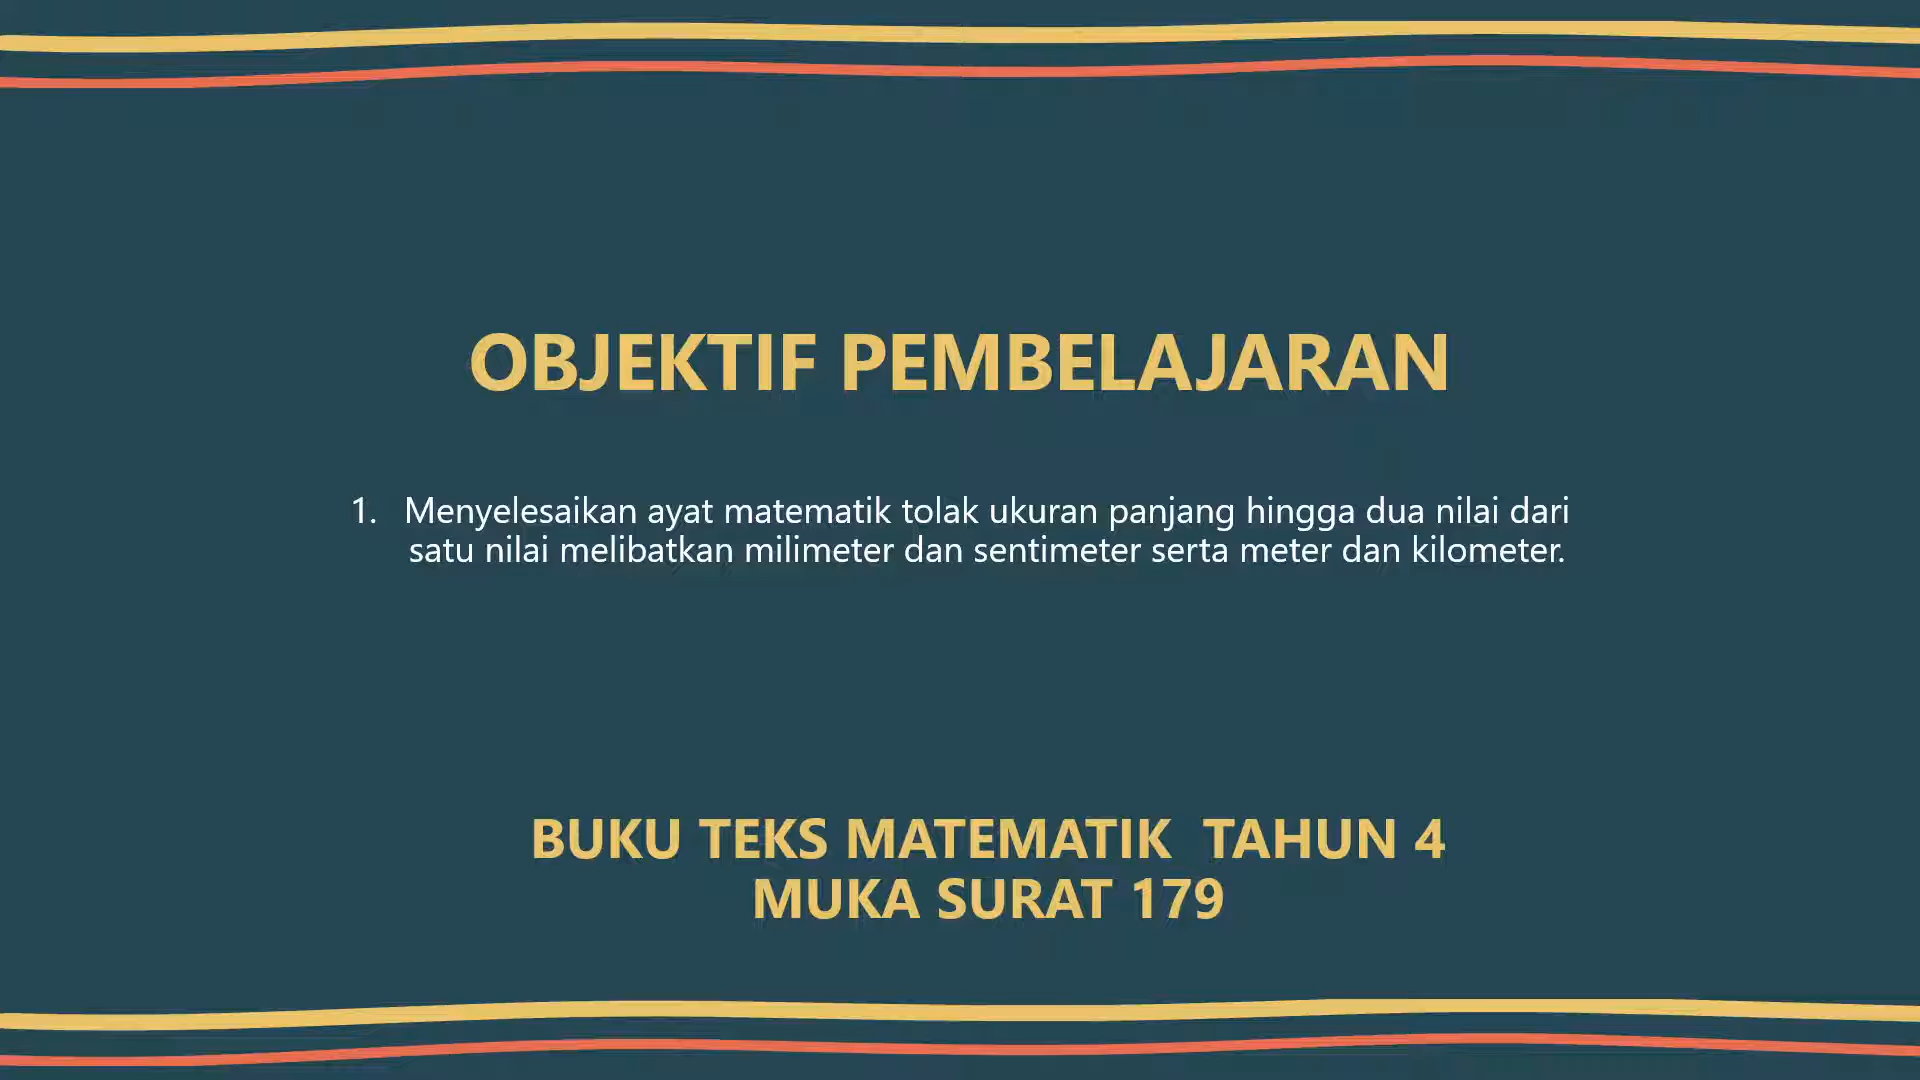 OBJEKTIF PEMBELAJARAN
1. Menyelesaikan ayat matematik tolak ukuran panjang hingga dua nilai dari
satu nilai melibatkan milimeter dan sentimeter serta meter dan kilometer.
BUKU TEKS MATEMATIK TAHUN 4
MUKA SURAT 179